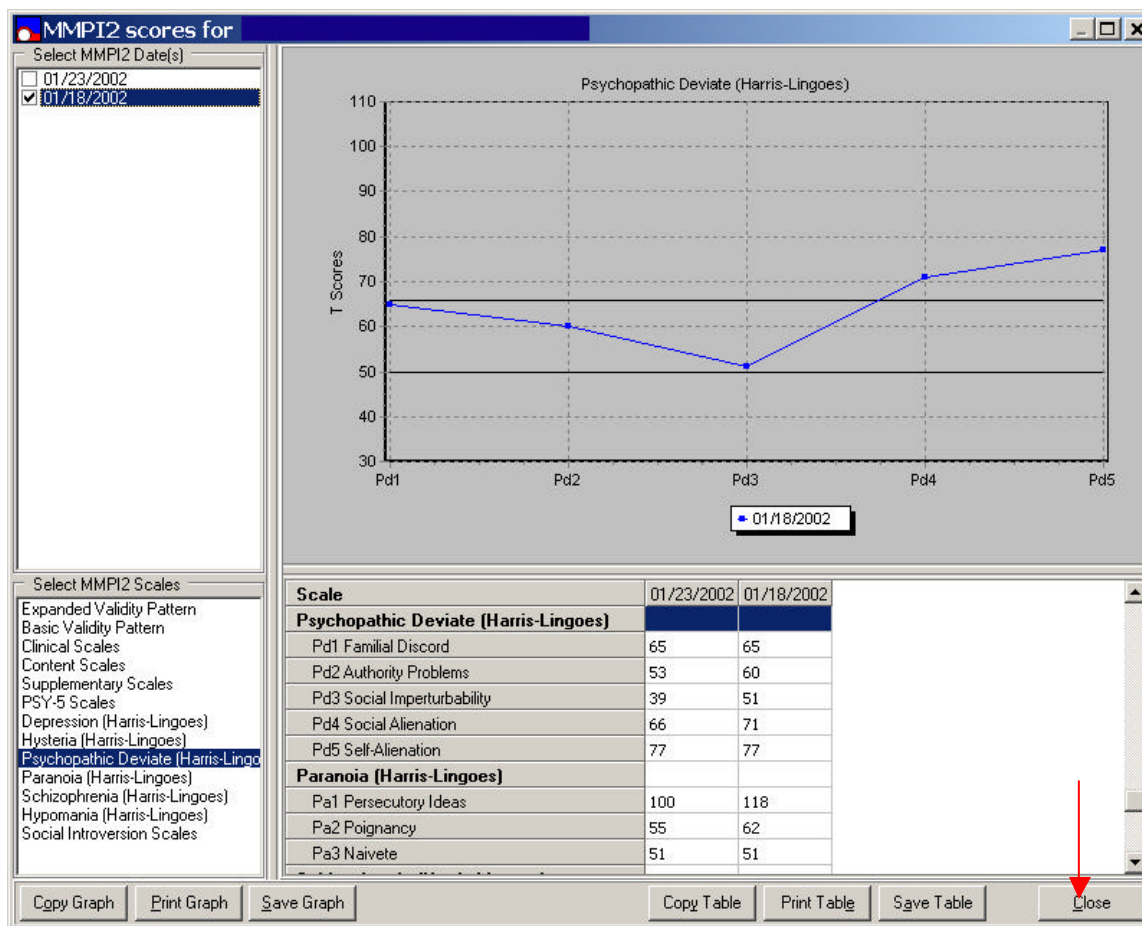 MMPI2 scores for
Select MMPI2 Date(s)
01/23/2002
01/18/2002
Psychopathic Deviate (Harris-Lingoes)
T Scores
110
100
90
80
70
60
50
40
30
Pd1 Pd2 Pd3 Pd4 Pd5
01/18/2002
Select MMPI2 Scales
Expanded Validity Pattern
Basic Validity Pattern
Clinical Scales
Content Scales
Supplementary Scales
PSY-5 Scales
Depression (Harris-Lingoes)
Hysteria (Harris-Lingoes)
Psychopathic Deviate (Harris-Lingo
Paranoia (Harris-Lingoes)
Schizophrenia (Harris-Lingoes)
Hypomania (Harris-Lingoes)
Social Introversion Scales
Scale 01/23/2002 01/18/2002
Psychopathic Deviate (Harris-Lingoes)
Pd1 Familial Discord 65 65
Pd2 Authority Problems 53 60
Pd3 Social Imperturbability 39 51
Pd4 Social Alienation 66 71
Pd5 Self-Alienation 77 77
Paranoia (Harris-Lingoes)
Pa1 Persecutory Ideas 100 118
Pa2 Poignancy 55 62
Pa3 Naivete 51 51
Copy Graph Print Graph Save Graph Copy Table Print Table Save Table Close